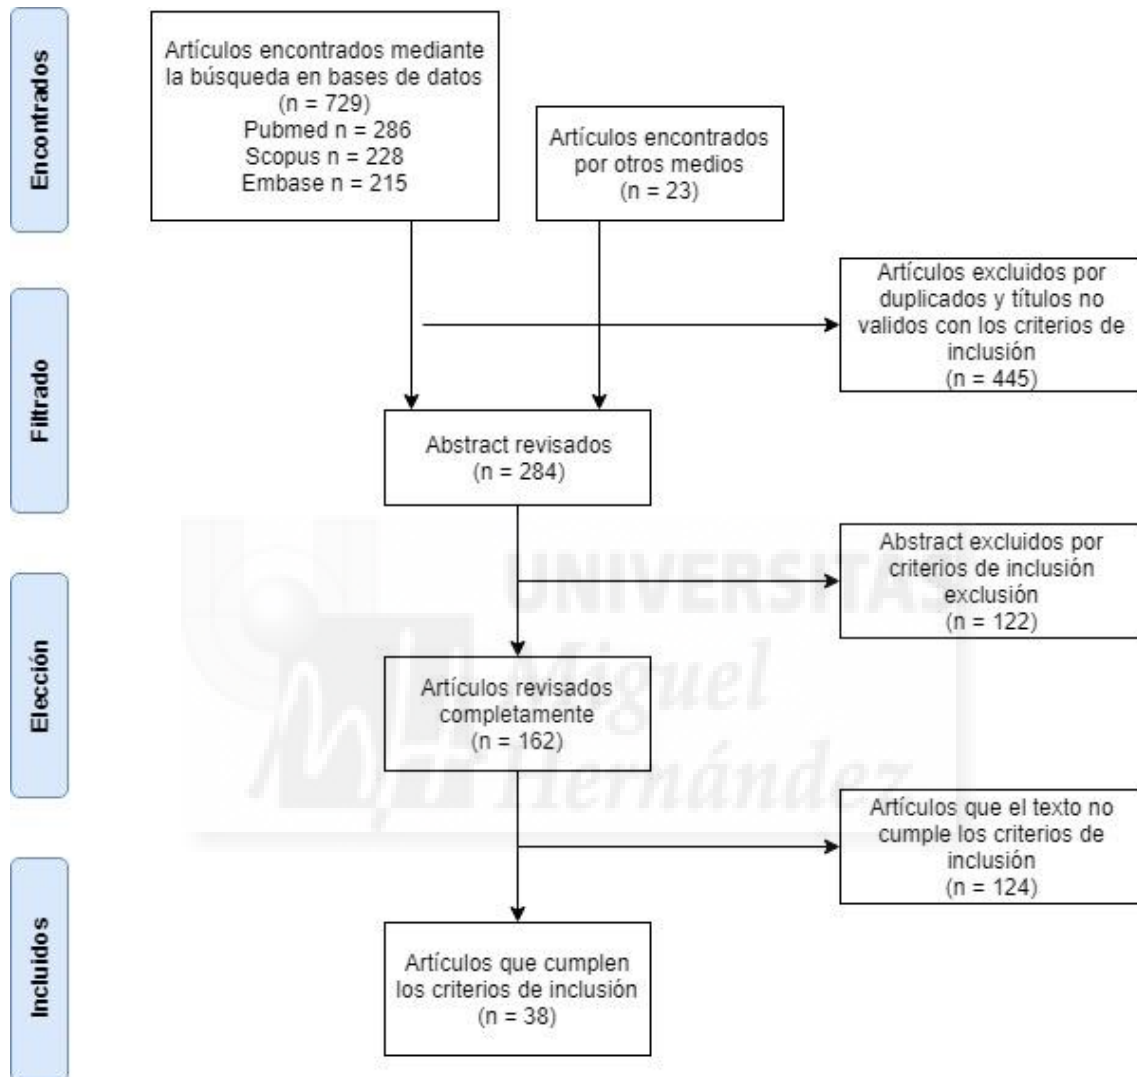 Encontrados
Artículos encontrados mediante
la búsqueda en bases de datos
(n = 729)
Pubmed n = 286
Scopus n = 228
Embase n = 215
Artículos encontrados
por otros medios
(n = 23)
Filtrado
Artículos excluidos por
duplicados y títulos no
validos con los criterios de
inclusión
(n = 445)
Abstract revisados
(n = 284)
Elección
Abstract excluidos por
criterios de inclusión
exclusión
(n = 122)
UNIVERSITAS
Miguel
Hernández
Artículos revisados
completamente
(n = 162)
Artículos que el texto no
cumple los criterios de
inclusión
(n = 124)
Incluidos
Artículos que cumplen
los criterios de inclusión
(n = 38)